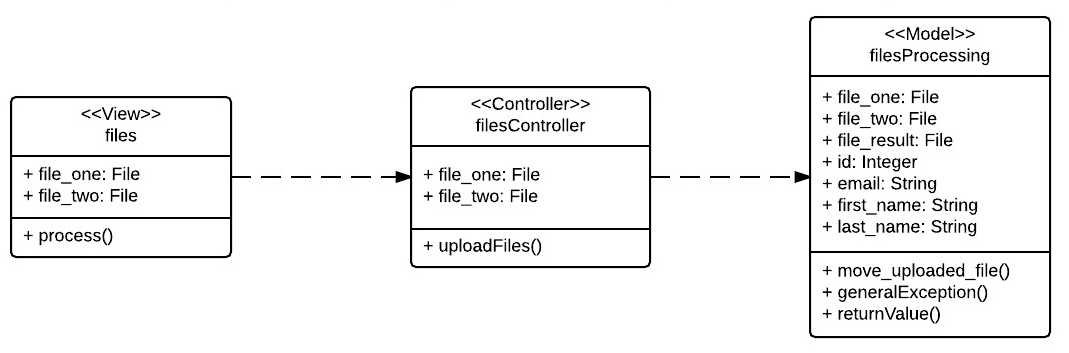 <<View>>
files
+ file_one: File
+ file_two: File
+ process()
<<Controller>>
filesController
+ file_one: File
+ file_two: File
+ uploadFiles()
<<Model>>
filesProcessing
+ file_one: File
+ file_two: File
+ file_result: File
+ id: Integer
+ email: String
+ first_name: String
+ last_name: String
+ move_uploaded_file()
+ generalException()
+ returnValue()